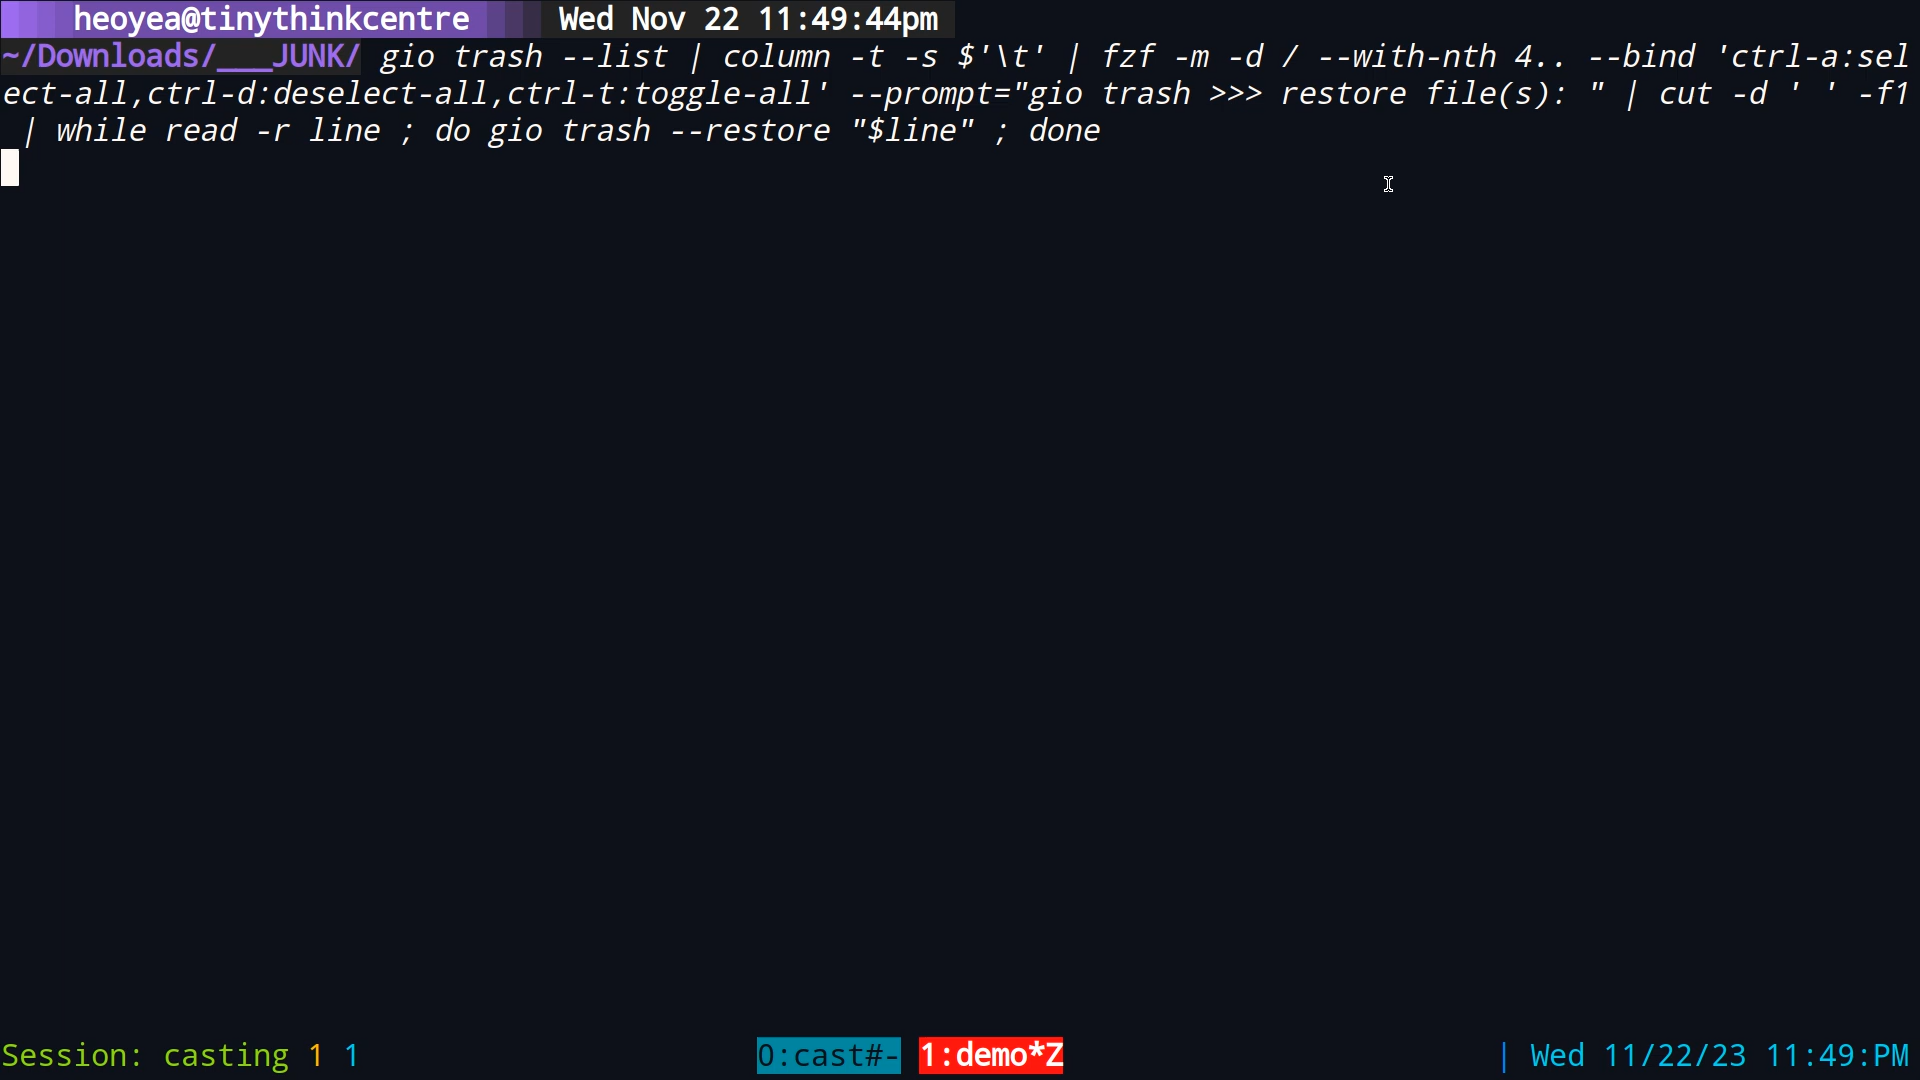 heoyea@tinythinkcentre Wed Nov 22 11:49:44pm
~/Downloads/___JUNK/ gio trash --list | column -t -s $'\t' | fzf -m -d / --with-nth 4.. --bind 'ctrl-a:sel
ect-all,ctrl-d:deselect-all,ctrl-t:toggle-all' --prompt="gio trash >>> restore file(s): " | cut -d ' ' -f1
| while read -r line ; do gio trash --restore "$line" ; done
Session: casting 1 1 0:cast#- 1:demo*Z | Wed 11/22/23 11:49:PM